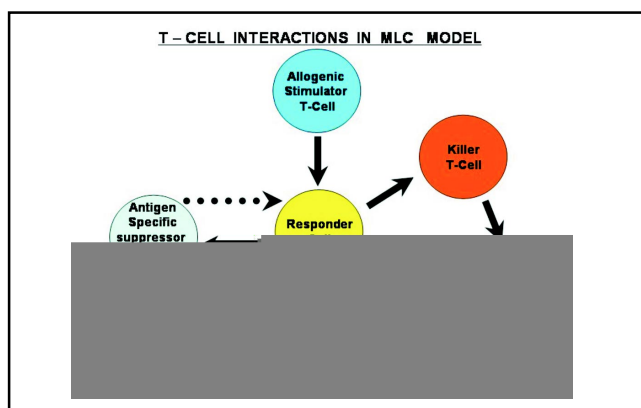 T – CELL INTERACTIONS IN MLC MODEL
Allogenic
Stimulator
T-Cell
Killer
T-Cell
Antigen
Specific
suppressor
Responder